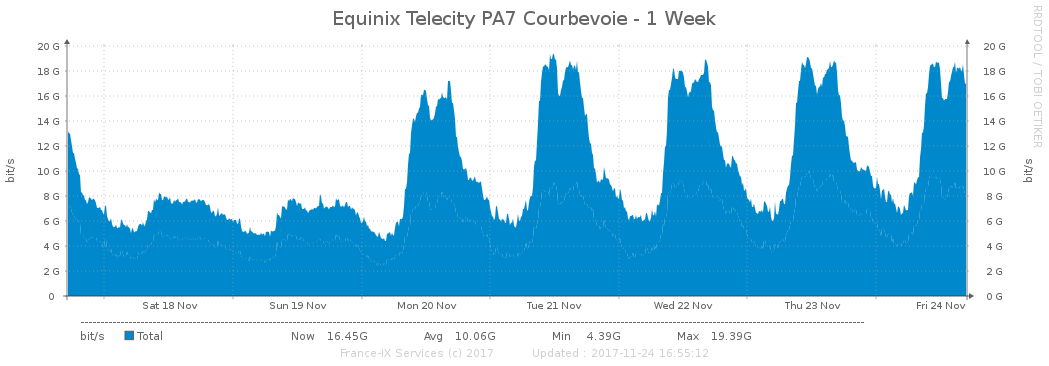 Equinix Telecity PA7 Courbevoie - 1 Week
RRDTOOL / TOBI OETIKER
bit/s
20 G 20 G
18 G 18 G
16 G 16 G
14 G 14 G
12 G 12 G
10 G 10 G
8 G 8 G
6 G 6 G
4 G 4 G
2 G 2 G
0 0 G
bit/s
Sat 18 Nov Sun 19 Nov Mon 20 Nov Tue 21 Nov Wed 22 Nov Thu 23 Nov Fri 24 Nov
bit/s Total Now 16.45G Avg 10.06G Min 4.39G Max 19.39G
France-IX Services (c) 2017 Updated : 2017-11-24 16:55:12